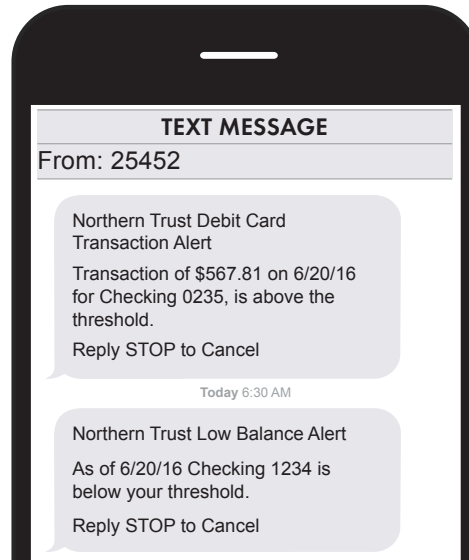 TEXT MESSAGE
From: 25452
Northern Trust Debit Card
Transaction Alert
Transaction of $567.81 on 6/20/16
for Checking 0235, is above the
threshold.
Reply STOP to Cancel
Today 6:30 AM
Northern Trust Low Balance Alert
As of 6/20/16 Checking 1234 is
below your threshold.
Reply STOP to Cancel